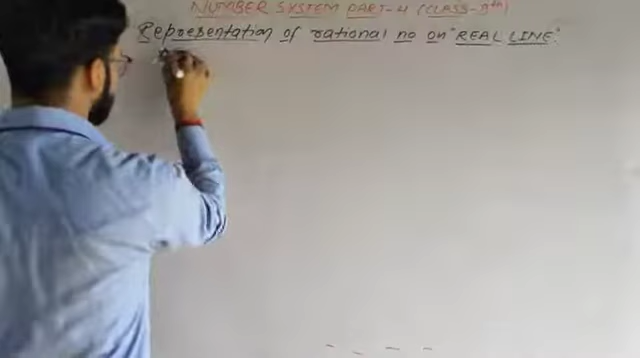 NUMBER SYSTEM PART-4 (CLASS-9th)
Representation of rational no on "REAL LINE".